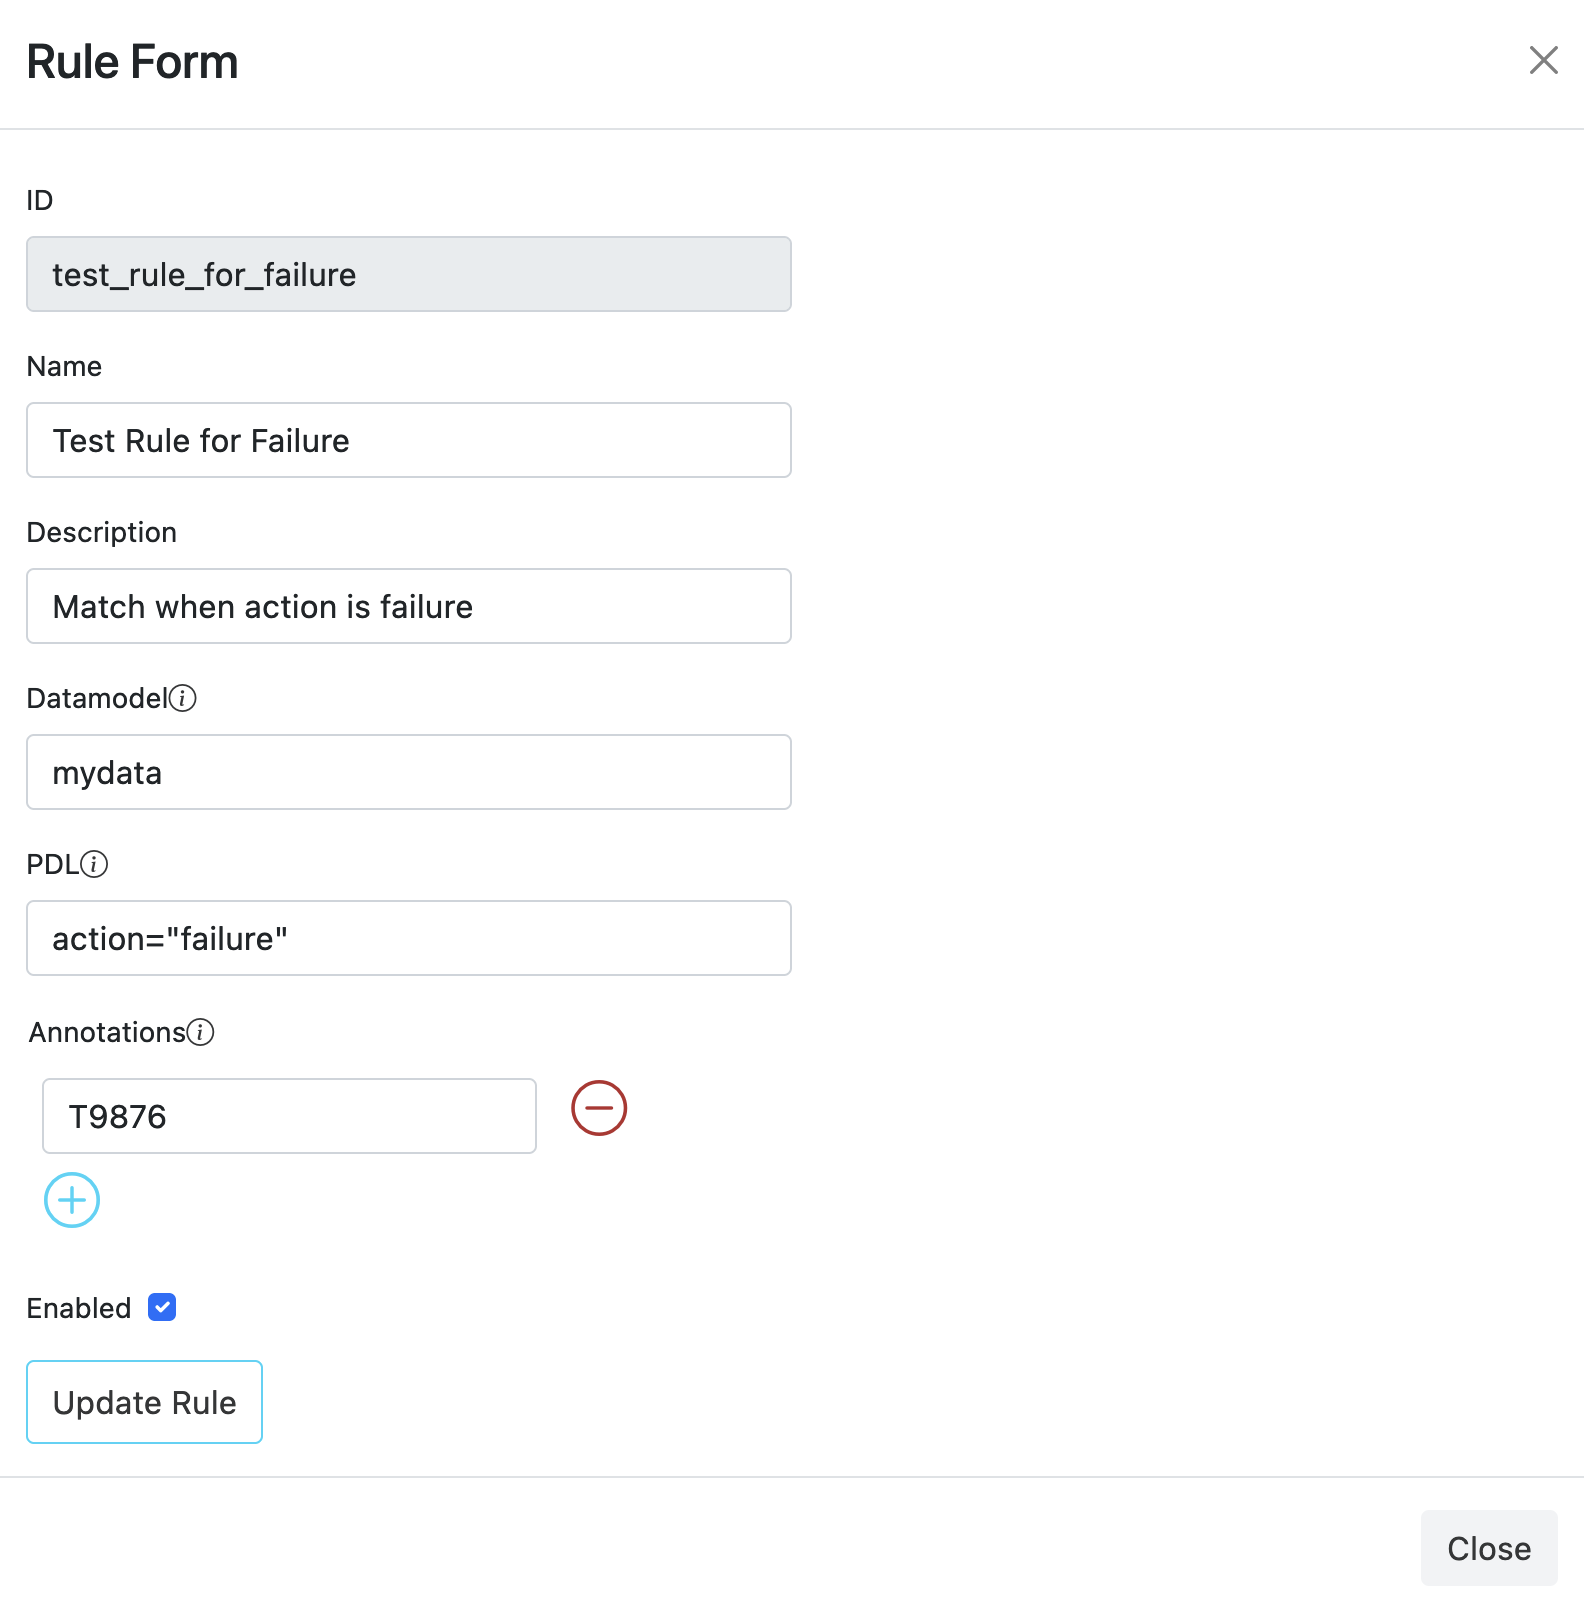 Rule Form
ID
test_rule_for_failure
Name
Test Rule for Failure
Description
Match when action is failure
Datamodel
mydata
PDL
action="failure"
Annotations
T9876
Enabled
Update Rule
Close